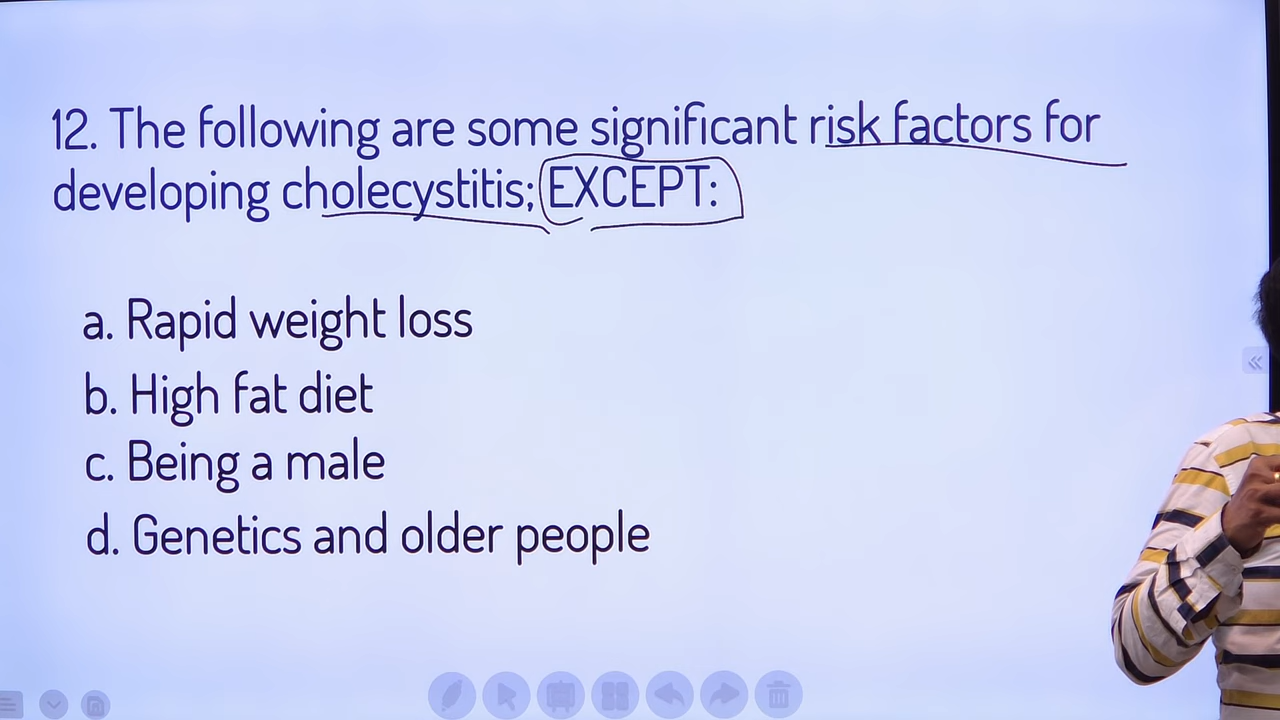 12. The following are some significant risk factors for
developing cholecystitis; EXCEPT:
a. Rapid weight loss
b. High fat diet
c. Being a male
d. Genetics and older people